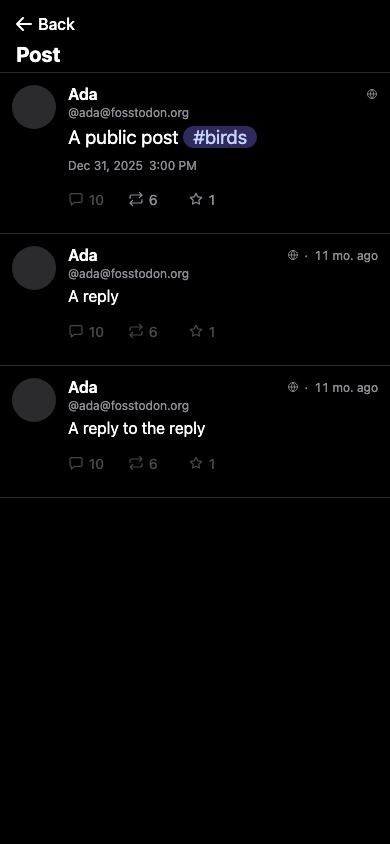 Back
Post
Ada
@ada@fosstodon.org
A public post #birds
Dec 31, 2025 3:00 PM
10 6 1
Ada · 11 mo. ago
@ada@fosstodon.org
A reply
10 6 1
Ada · 11 mo. ago
@ada@fosstodon.org
A reply to the reply
10 6 1